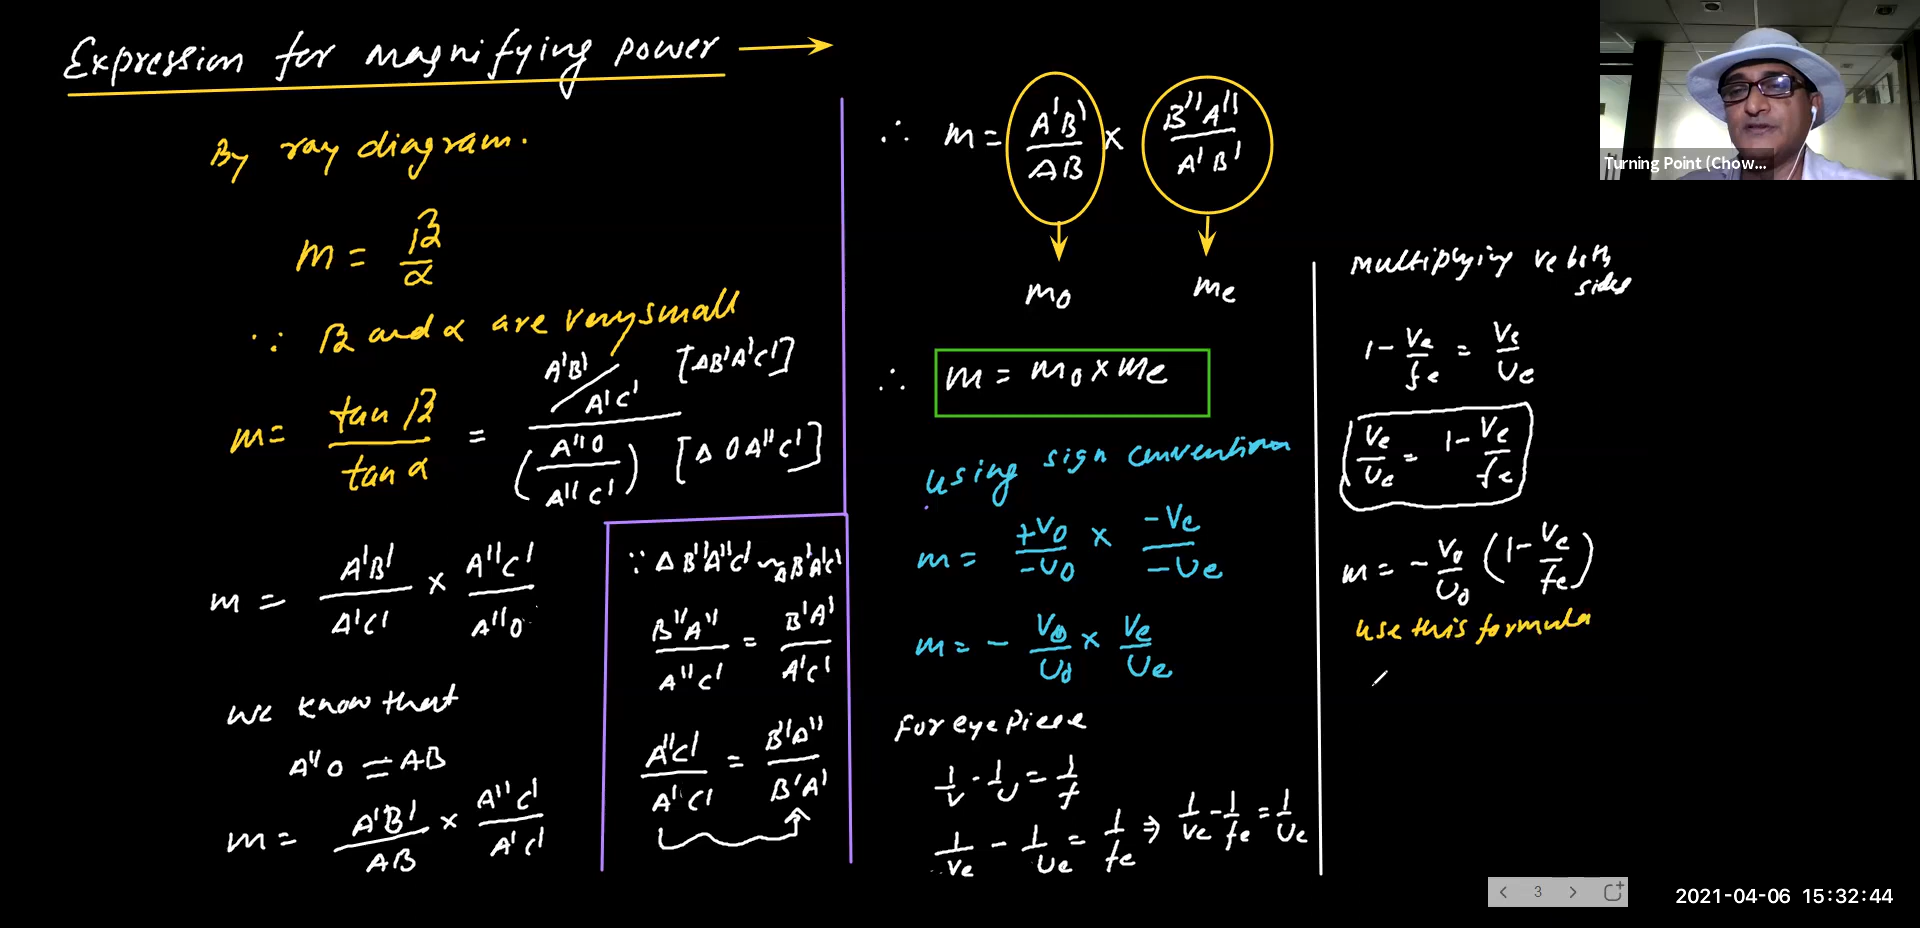 Expression for magnifying power →
By ray diagram.
m = β/α
∵ β and α are very small
m = tan β / tan α = (A'B' / A'C') / (A''O / A''C') [ΔB'A'C'] [ΔOA''C']
m = A'B'/A'C' × A''C'/A''O
We know that
A''O = AB
m = A'B'/AB × A''C'/A'C'
∵ ΔB''A''C' ~ ΔB'A'C'
B''A''/A''C' = B'A'/A'C'
A''C'/A'C' = B''A''/B'A'
∴ m = A'B'/AB × B''A''/A'B'
mo me
∴ m = mo × me
Using sign convention
m = +Vo/-Uo × -Ve/-Ue
m = - Vo/Uo × Ve/Ue
For eye piece
1/V - 1/U = 1/f
1/Ve - 1/Ue = 1/fe ⇒ 1/Ve - 1/fe = 1/Ue
Multiplying Ve both
sides
1 - Ve/fe = Ve/Ue
Ve/Ue = 1 - Ve/fe
m = - Vo/Uo (1 - Ve/fe)
use this formula
Turning Point (Chow...
3
2021-04-06 15:32:44